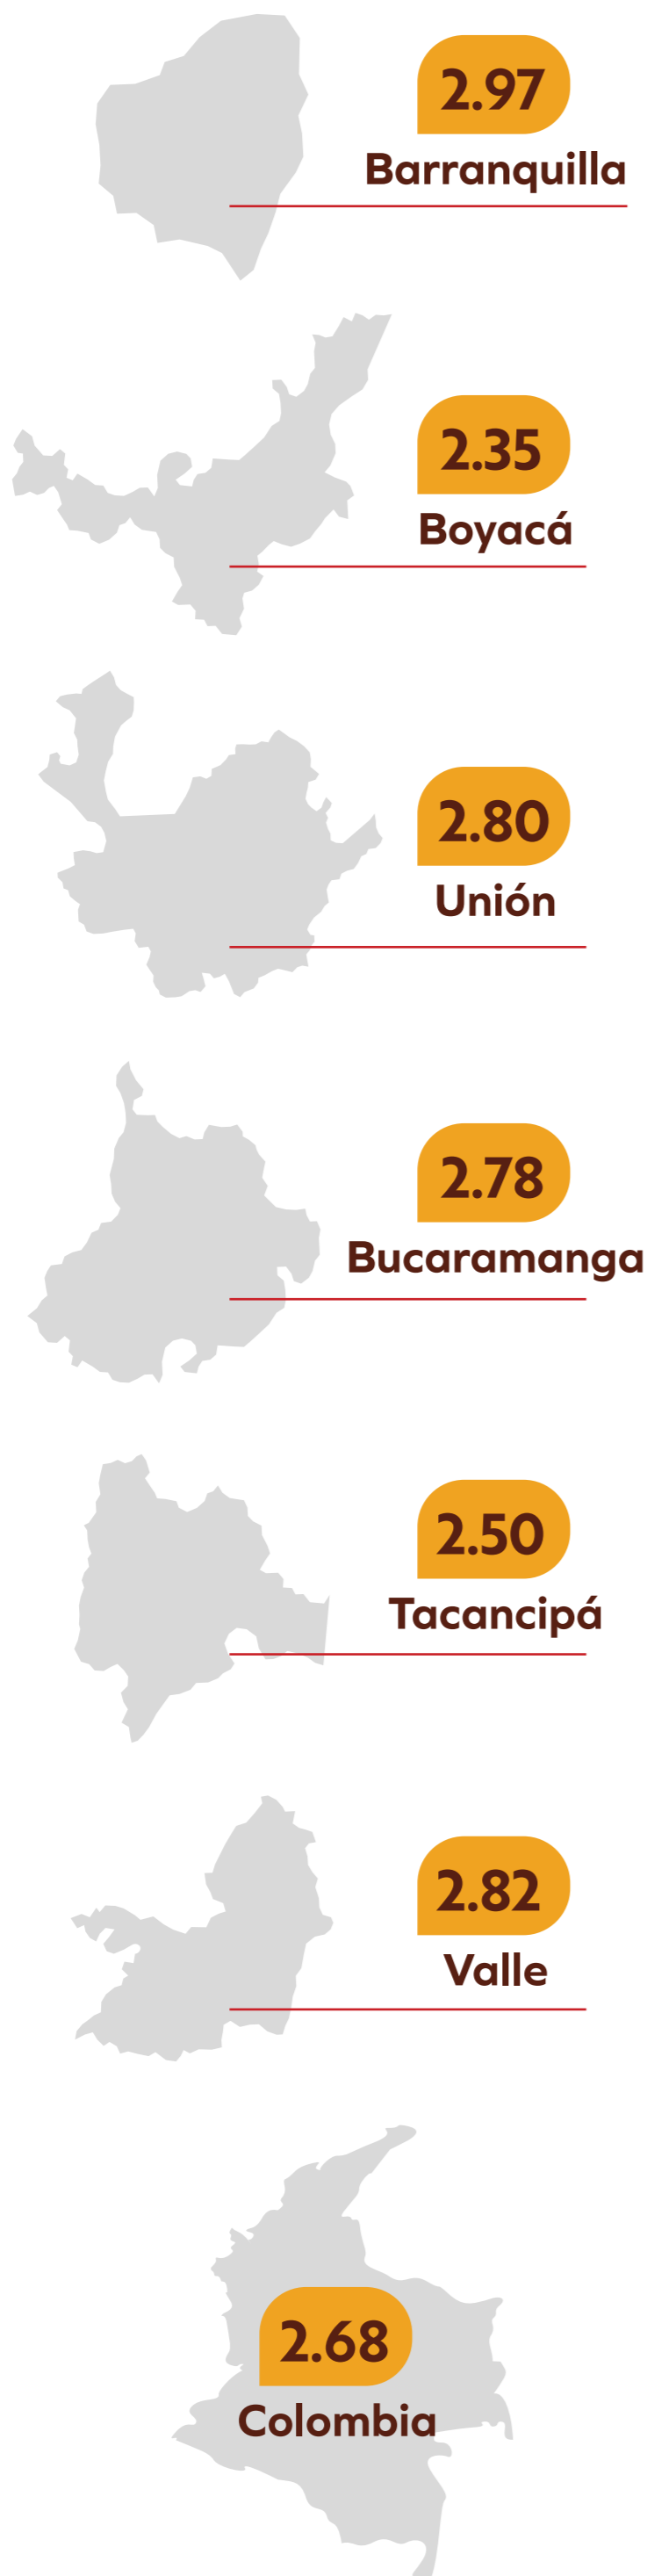 2.97
Barranquilla
2.35
Boyacá
2.80
Unión
2.78
Bucaramanga
2.50
Tacancipá
2.82
Valle
2.68
Colombia